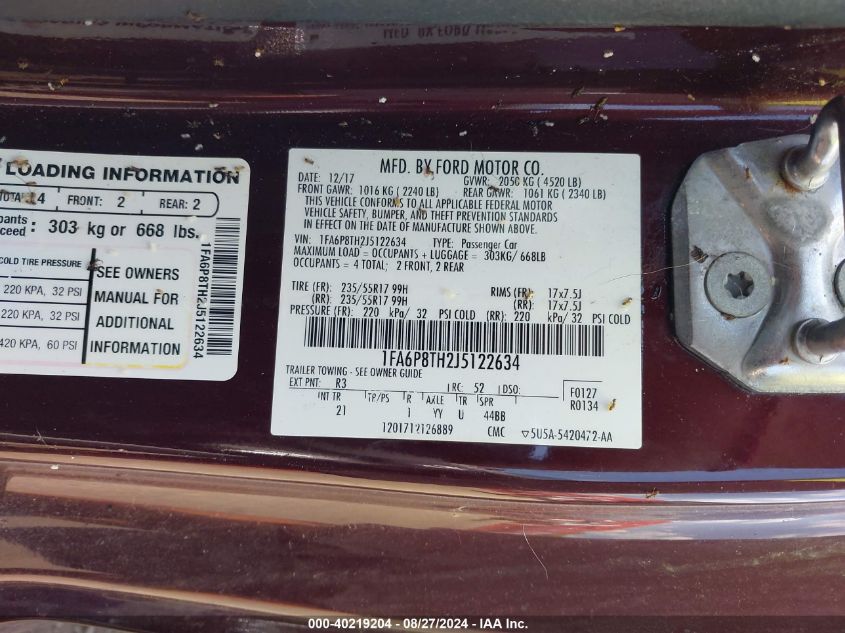 LOADING INFORMATION
TOTAL: 4 FRONT: 2 REAR: 2
303 kg or 668 lbs.
COLD TIRE PRESSURE
220 KPA, 32 PSI
220 KPA, 32 PSI
420 KPA, 60 PSI
SEE OWNERS
MANUAL FOR
ADDITIONAL
INFORMATION
1FA6P8TH2J5122634
MFD. BY FORD MOTOR CO.
DATE: 12/17 GVWR: 2050 KG ( 4520 LB)
FRONT GAWR: 1016 KG ( 2240 LB) REAR GAWR: 1061 KG ( 2340 LB)
THIS VEHICLE CONFORMS TO ALL APPLICABLE FEDERAL MOTOR
VEHICLE SAFETY, BUMPER, AND THEFT PREVENTION STANDARDS
IN EFFECT ON THE DATE OF MANUFACTURE SHOWN ABOVE.
VIN: 1FA6P8TH2J5122634 TYPE: Passenger Car
MAXIMUM LOAD = OCCUPANTS + LUGGAGE = 303KG/ 668LB
OCCUPANTS = 4 TOTAL; 2 FRONT, 2 REAR
TIRE (FR): 235/55R17 99H RIMS (FR): 17x7.5J
(RR): 235/55R17 99H (RR): 17x7.5J
PRESSURE (FR): 220 kPa/ 32 PSI COLD (RR): 220 kPa/ 32 PSI COLD
1FA6P8TH2J5122634
TRAILER TOWING - SEE OWNER GUIDE
EXT PNT: R3 RC: 52 DSO: F0127
INT TR TP/PS R AXLE TR SPR R0134
21 1 YY U 44BB
CMC ▽5U5A-5420472-AA
000-40219204 - 08/27/2024 - IAA Inc.